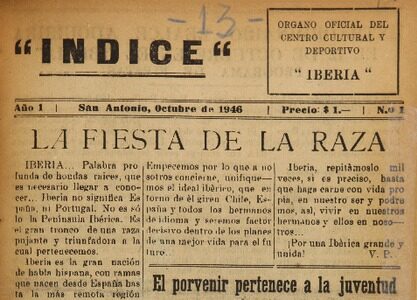 -13-
"INDICE"
ORGANO OFICIAL DEL
CENTRO CULTURAL Y
DEPORTIVO
"IBERIA"
Año 1 | San Antonio, Octubre de 1946 | Precio: $ 1.— | N.o 1
LA FIESTA DE LA RAZA
IBERIA... Palabra pro
funda de hondas raices, que
es necesario llegar a cono-
cer... Iberia no significa Es
paña, ni Portugal. No es só
lo la Península Ibérica. Es
el gran tronco de una raza
pujante y triunfadora a la
cual pertenecemos.
Iberia es la gran nación
de habla hispana, con ramas
que nacen desde España has
ta la más remota región
Empecemos por lo que a no
sotros concierne, unifique-
mos el ideal ibérico, que en
torno de él giren Chile, Es-
paña y todos los hermanos
de idioma y seremos factor
decisivo dentro de los planes
de una mejor vida para el fu
turo.
Iberia, repitámoslo mil
veces, si es preciso, hasta
que haga carne con vida pro
pia, en nuestro ser y podre
mos, así, vivir en nuestros
hermanos y ellos en noso-
tros.
¡Por una Ibérica grande y
unida!
V. P.
El porvenir pertenece a la juventud